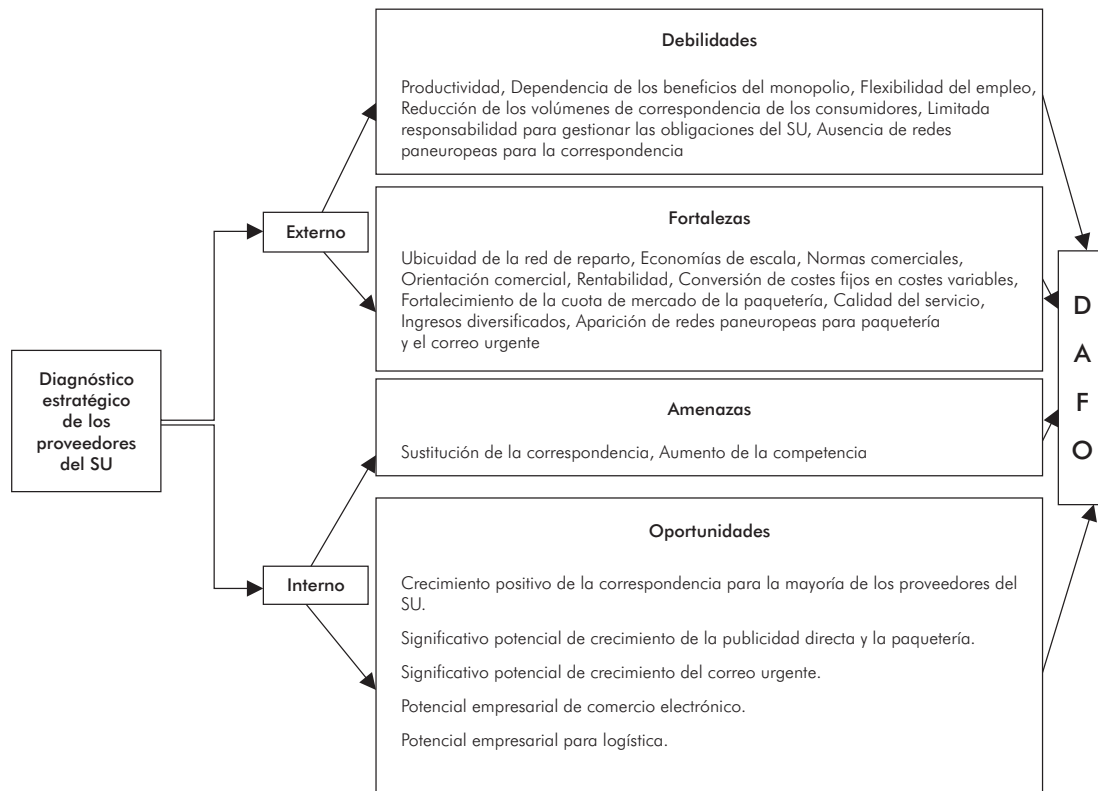 Debilidades
Productividad, Dependencia de los beneficios del monopolio, Flexibilidad del empleo,
Reducción de los volúmenes de correspondencia de los consumidores, Limitada
responsabilidad para gestionar las obligaciones del SU, Ausencia de redes
paneuropeas para la correspondencia
Externo
Fortalezas
Ubicuidad de la red de reparto, Economías de escala, Normas comerciales,
Orientación comercial, Rentabilidad, Conversión de costes fijos en costes variables,
Fortalecimiento de la cuota de mercado de la paquetería, Calidad del servicio,
Ingresos diversificados, Aparición de redes paneuropeas para paquetería
y el correo urgente
Diagnóstico
estratégico
de los
proveedores
del SU
Amenazas
Sustitución de la correspondencia, Aumento de la competencia
Interno
Oportunidades
Crecimiento positivo de la correspondencia para la mayoría de los proveedores del
SU.
Significativo potencial de crecimiento de la publicidad directa y la paquetería.
Significativo potencial de crecimiento del correo urgente.
Potencial empresarial de comercio electrónico.
Potencial empresarial para logística.
D
A
F
O